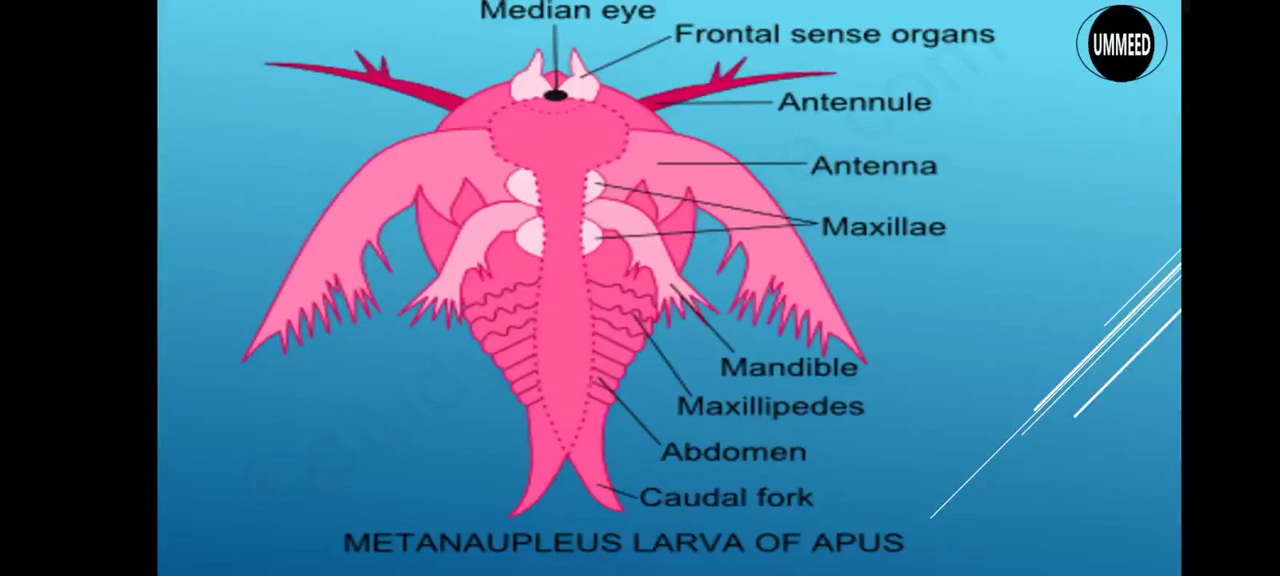 Median eye
Frontal sense organs
UMMEED
Antennule
Antenna
Maxillae
Mandible
Maxillipedes
Abdomen
Caudal fork
METANAUPLEUS LARVA OF APUS